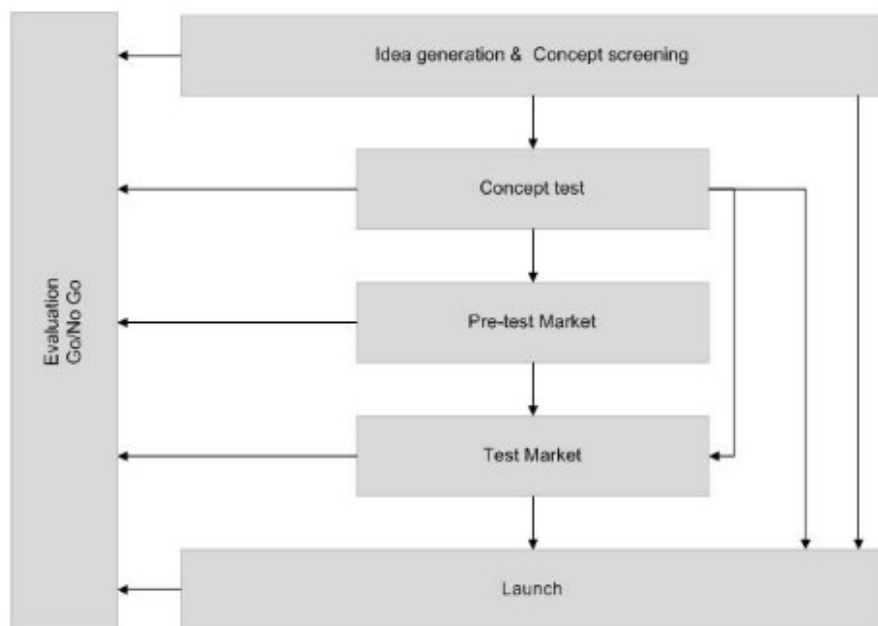 Idea generation &  Concept screening
Concept test
Pre-test Market
Test Market
Launch
Evaluation
Go/No Go